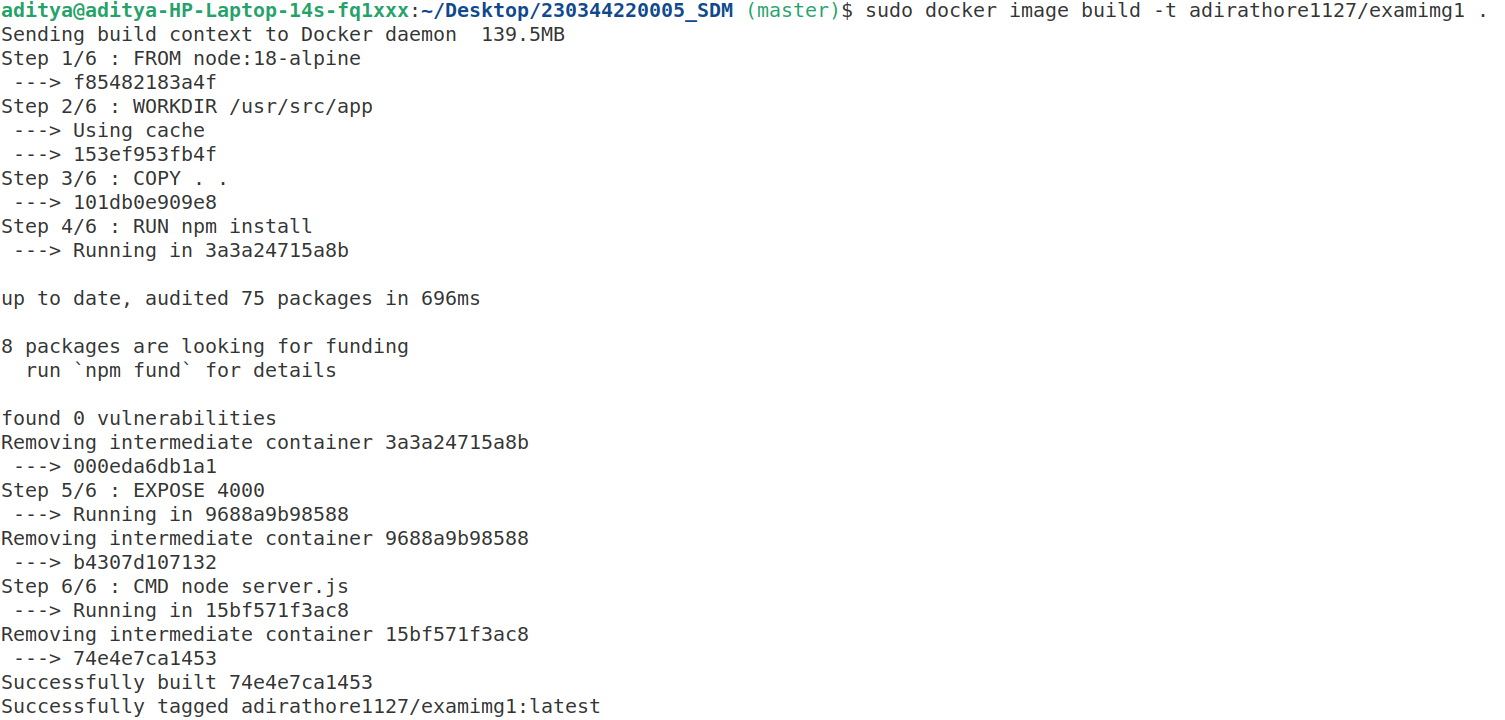 aditya@aditya-HP-Laptop-14s-fq1xxx:~/Desktop/230344220005_SDM (master)$ sudo docker image build -t adirathore1127/examimg1 .
Sending build context to Docker daemon  139.5MB
Step 1/6 : FROM node:18-alpine
 ---> f85482183a4f
Step 2/6 : WORKDIR /usr/src/app
 ---> Using cache
 ---> 153ef953fb4f
Step 3/6 : COPY . .
 ---> 101db0e909e8
Step 4/6 : RUN npm install
 ---> Running in 3a3a24715a8b

up to date, audited 75 packages in 696ms

8 packages are looking for funding
  run `npm fund` for details

found 0 vulnerabilities
Removing intermediate container 3a3a24715a8b
 ---> 000eda6db1a1
Step 5/6 : EXPOSE 4000
 ---> Running in 9688a9b98588
Removing intermediate container 9688a9b98588
 ---> b4307d107132
Step 6/6 : CMD node server.js
 ---> Running in 15bf571f3ac8
Removing intermediate container 15bf571f3ac8
 ---> 74e4e7ca1453
Successfully built 74e4e7ca1453
Successfully tagged adirathore1127/examimg1:latest